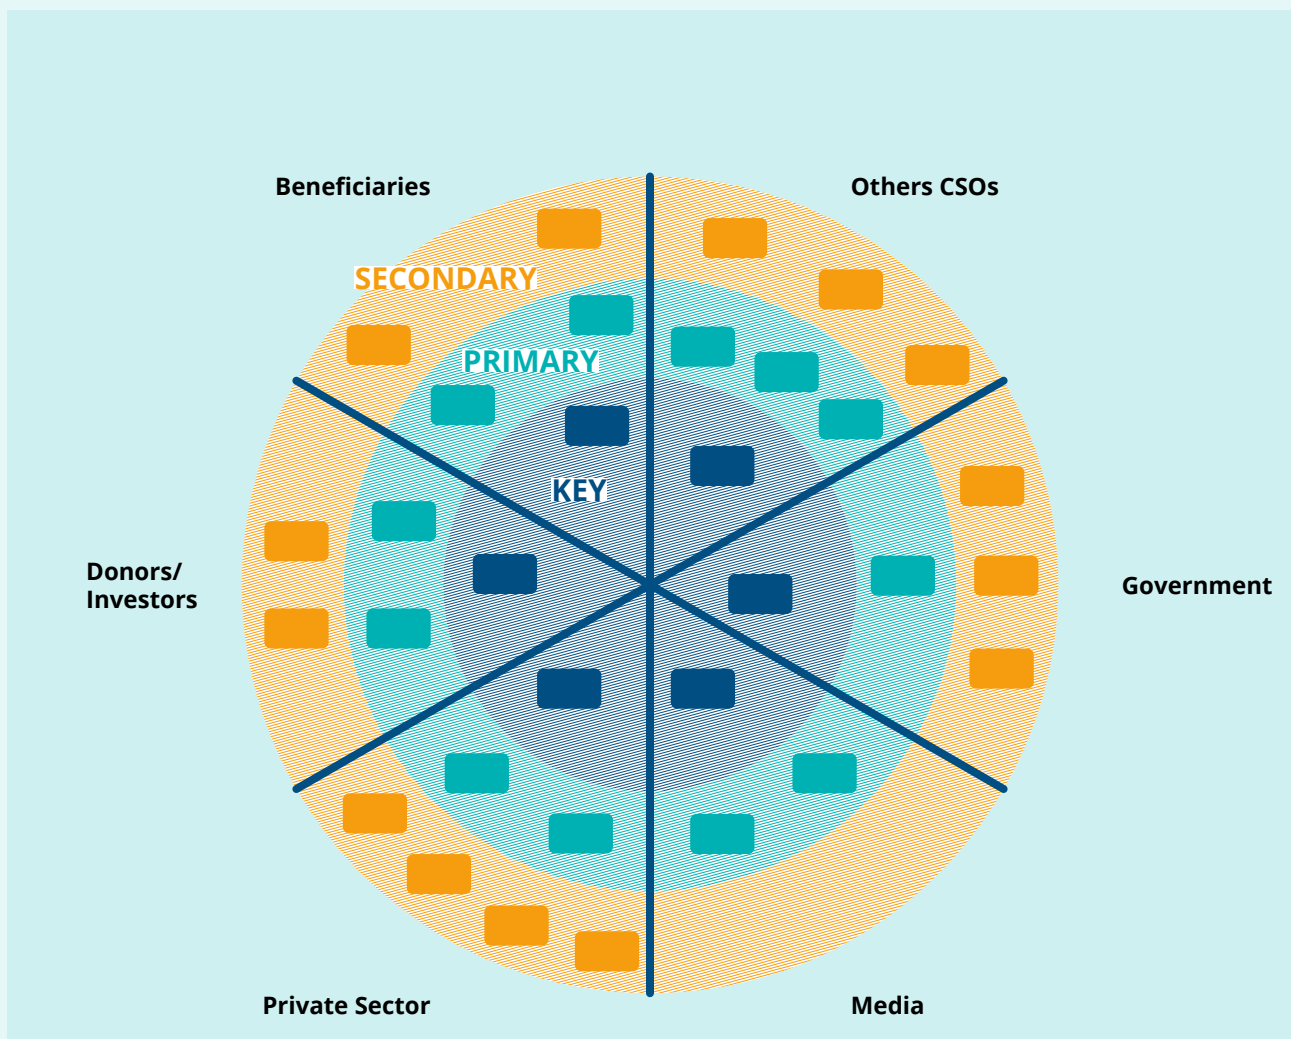 Beneficiaries
Others CSOs
SECONDARY
PRIMARY
KEY
Donors/
Investors
Government
Private Sector
Media